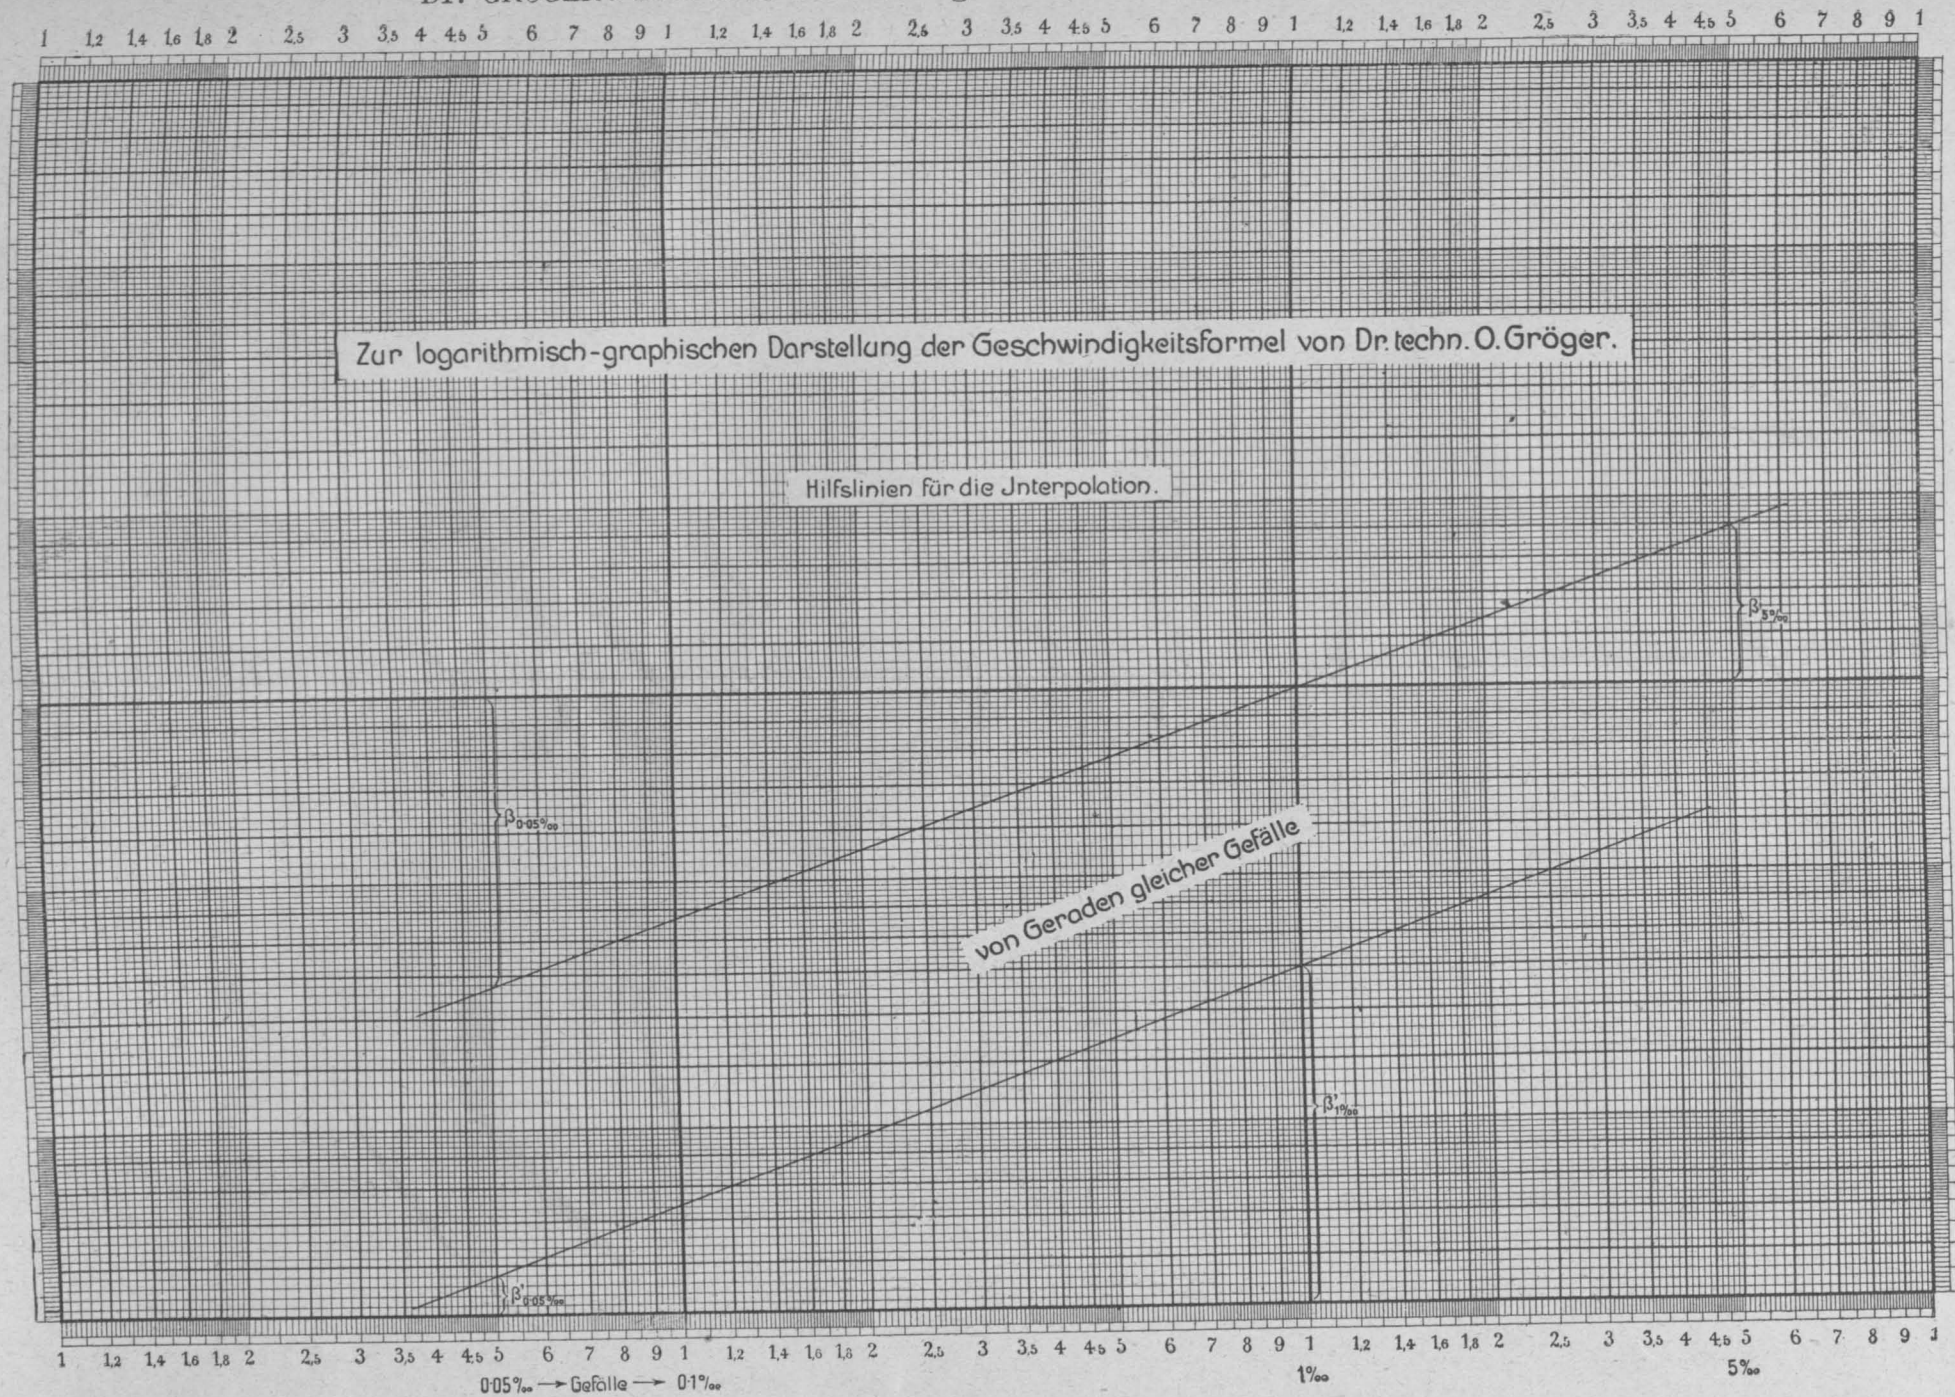 Dr.
1 1,2 1,4 1,6 1,8 2 2,5 3 3,5 4 4,5 5 6 7 8 9 1 1,2 1,4 1,6 1,8 2 2,5 3 3,5 4 4,5 5 6 7 8 9 1 1,2 1,4 1,6 1,8 2 2,5 3 3,5 4 4,5 5 6 7 8 9 1
Zur logarithmisch-graphischen Darstellung der Geschwindigkeitsformel von Dr. techn. O. Gröger.
Hilfslinien für die Jnterpolation.
β'5‰
β0·05‰
von Geraden gleicher Gefälle
β'1‰
β'0·05‰
1 1,2 1,4 1,6 1,8 2 2,5 3 3,5 4 4,5 5 6 7 8 9 1 1,2 1,4 1,6 1,8 2 2,5 3 3,5 4 4,5 5 6 7 8 9 1 1,2 1,4 1,6 1,8 2 2,5 3 3,5 4 4,5 5 6 7 8 9 1
0·05‰ → Gefälle → 0·1‰ 1‰ 5‰